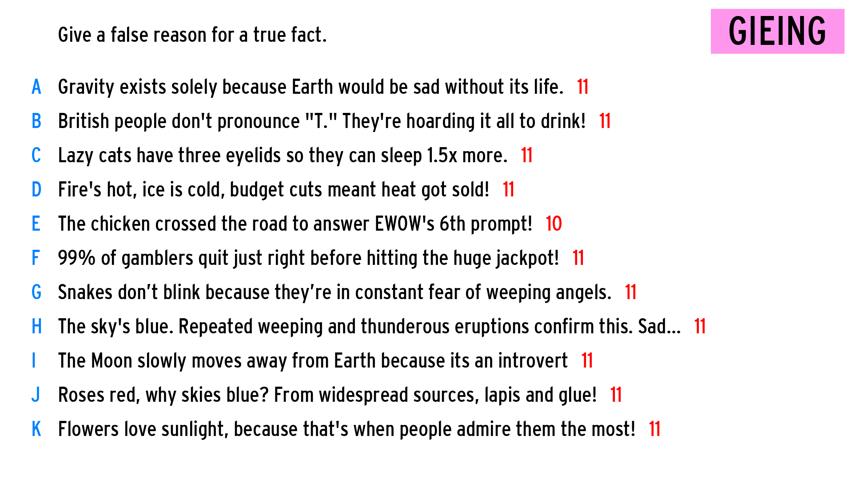 Give a false reason for a true fact.
GIEING
A Gravity exists solely because Earth would be sad without its life. 11
B British people don't pronounce "T." They're hoarding it all to drink! 11
C Lazy cats have three eyelids so they can sleep 1.5x more. 11
D Fire's hot, ice is cold, budget cuts meant heat got sold! 11
E The chicken crossed the road to answer EWOW's 6th prompt! 10
F 99% of gamblers quit just right before hitting the huge jackpot! 11
G Snakes don’t blink because they’re in constant fear of weeping angels. 11
H The sky's blue. Repeated weeping and thunderous eruptions confirm this. Sad... 11
I The Moon slowly moves away from Earth because its an introvert 11
J Roses red, why skies blue? From widespread sources, lapis and glue! 11
K Flowers love sunlight, because that's when people admire them the most! 11